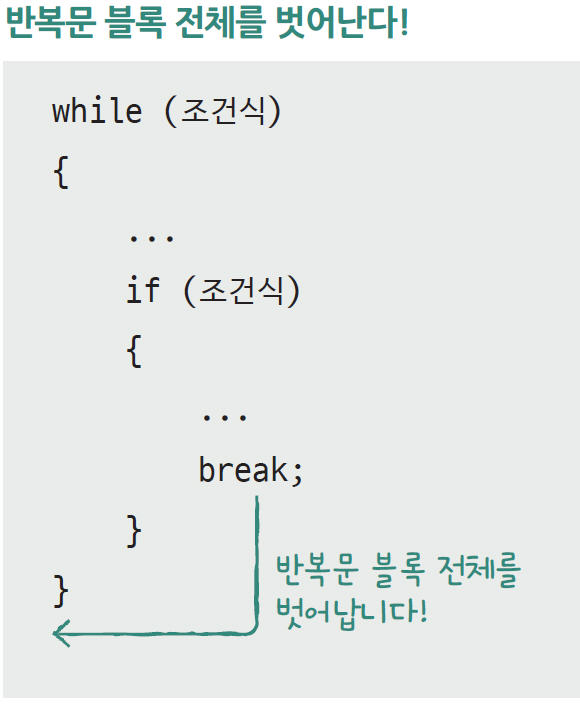 반복문 블록 전체를 벗어난다!
while (조건식)
{
...
if (조건식)
{
...
break;
}
반복문 블록 전체를
벗어납니다!
}